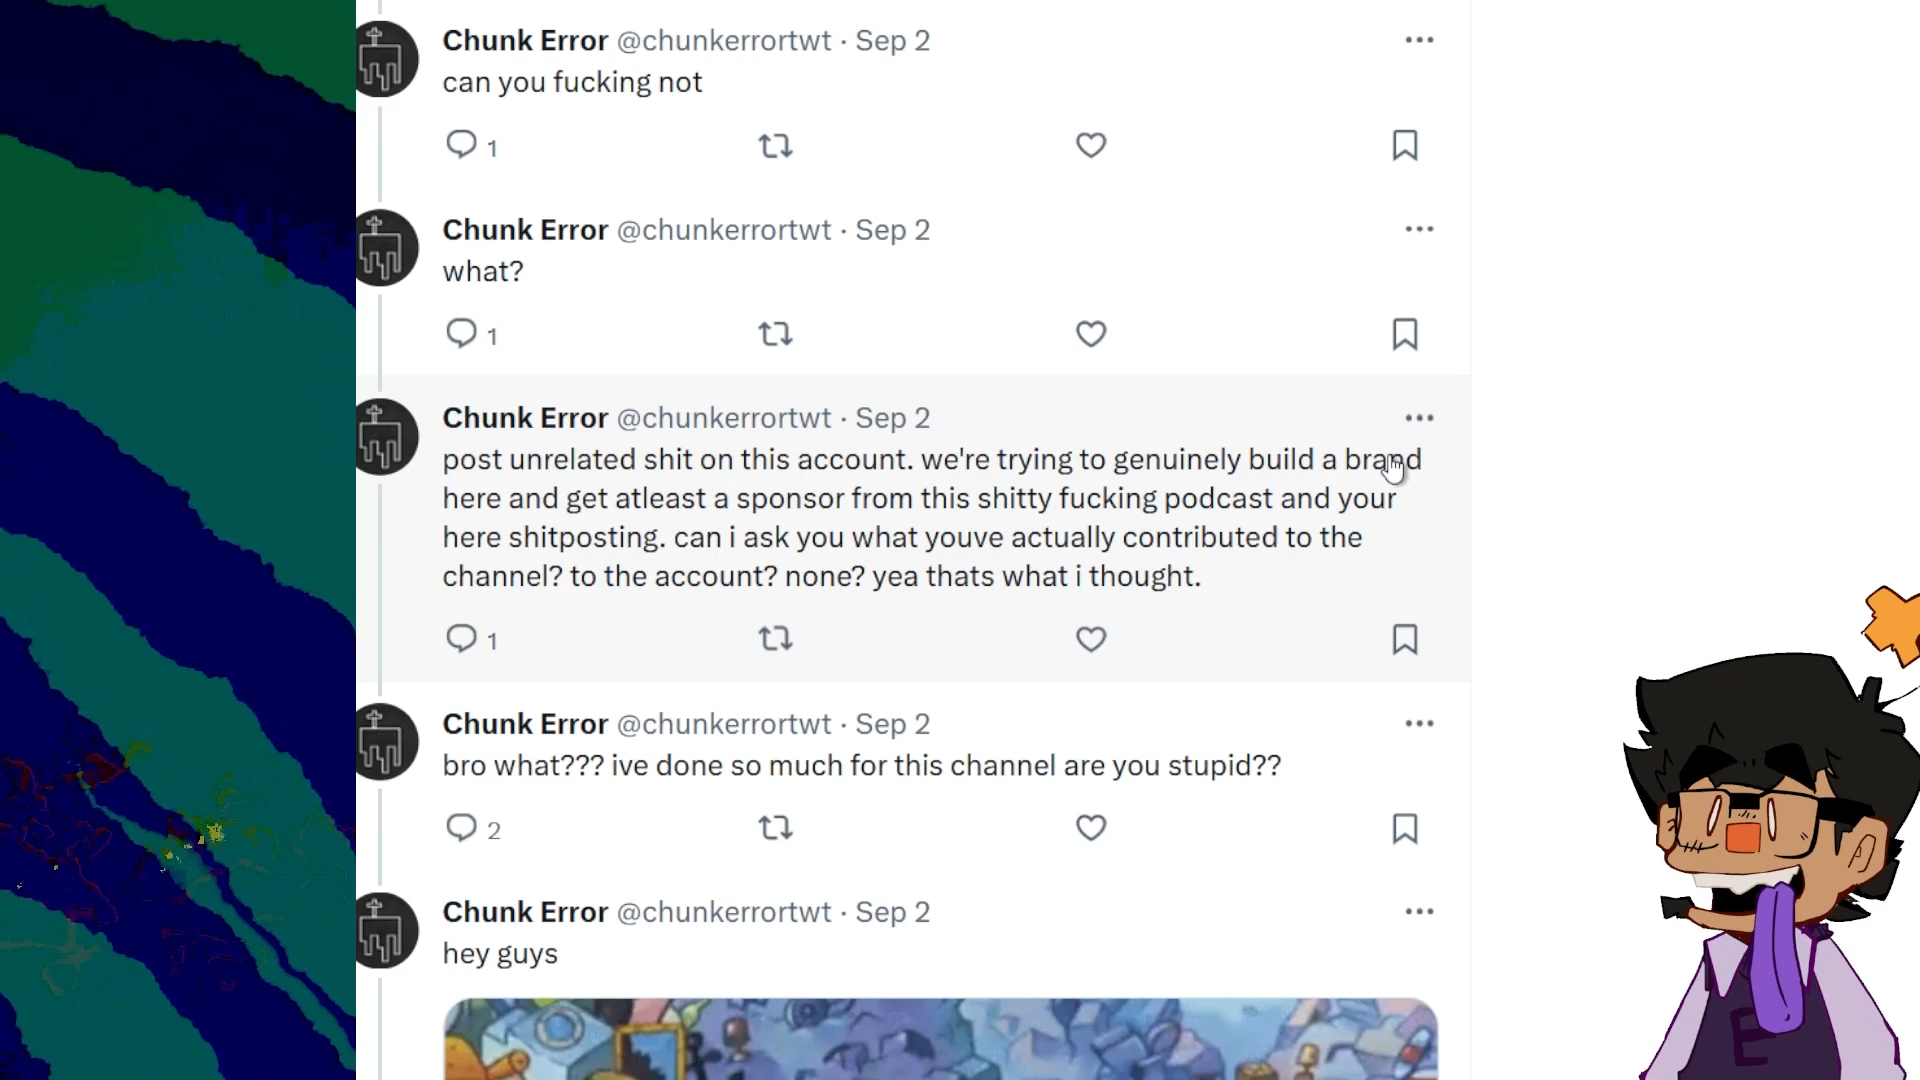 Chunk Error @chunkerrortwt · Sep 2
can you fucking not
1
Chunk Error @chunkerrortwt · Sep 2
what?
1
Chunk Error @chunkerrortwt · Sep 2
post unrelated shit on this account. we're trying to genuinely build a brand
here and get atleast a sponsor from this shitty fucking podcast and your
here shitposting. can i ask you what youve actually contributed to the
channel? to the account? none? yea thats what i thought.
1
Chunk Error @chunkerrortwt · Sep 2
bro what??? ive done so much for this channel are you stupid??
2
Chunk Error @chunkerrortwt · Sep 2
hey guys
E